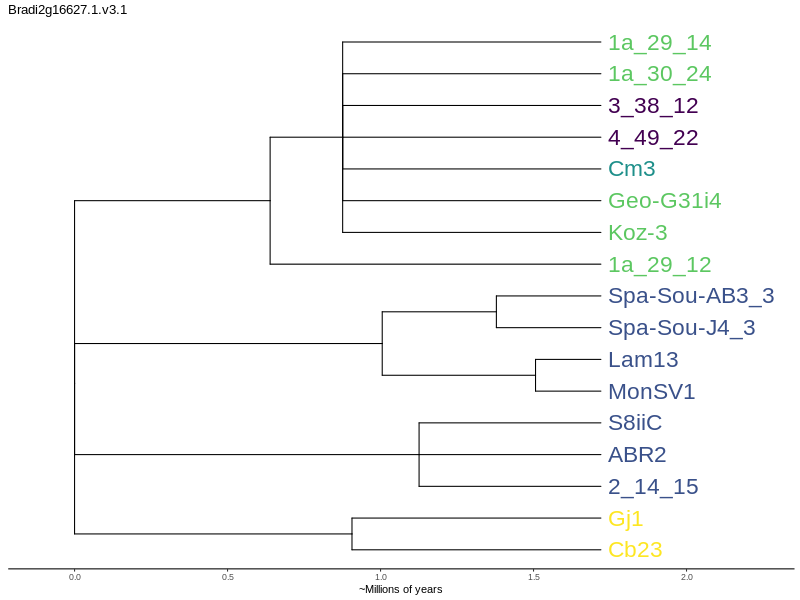 Bradi2g16627.1.v3.1
1a_29_14
1a_30_24
3_38_12
4_49_22
Cm3
Geo-G31i4
Koz-3
1a_29_12
Spa-Sou-AB3_3
Spa-Sou-J4_3
Lam13
MonSV1
S8iiC
ABR2
2_14_15
Gj1
Cb23
0.0 0.5 1.0 1.5 2.0
~Millions of years